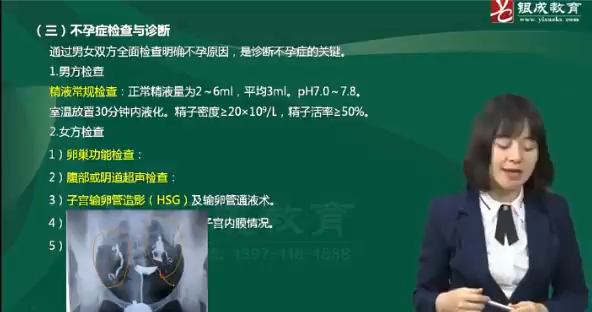 银成教育
www.yixueks.com
（三）不孕症检查与诊断
通过男女双方全面检查明确不孕原因，是诊断不孕症的关键。
1.男方检查
精液常规检查：正常精液量为2～6ml，平均3ml。pH7.0～7.8。
室温放置30分钟内液化。精子密度≥20×10⁹/L，精子活率≥50%。
2.女方检查
1）卵巢功能检查：
2）腹部或阴道超声检查：
3）子宫输卵管造影（HSG）及输卵管通液术。
4）子宫内膜情况。
5）